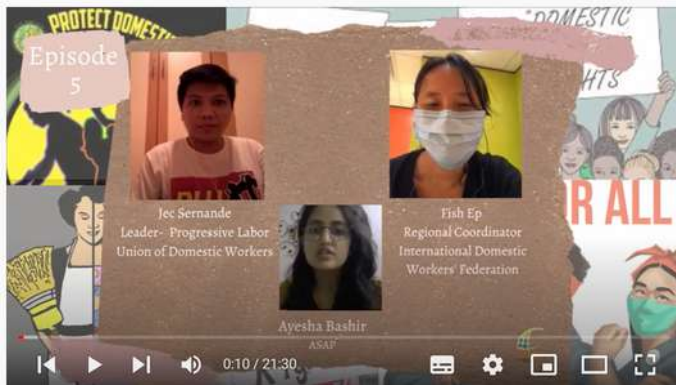 PROTECT DOMESTIC
Episode
5
"DOMESTIC
HTS
R ALL
Jec Sernande
Leader- Progressive Labor
Union of Domestic Workers
Fish Ep
Regional Coordinator
International Domestic
Workers' Federation
Ayesha Bashir
ASAP
0:10 / 21:30